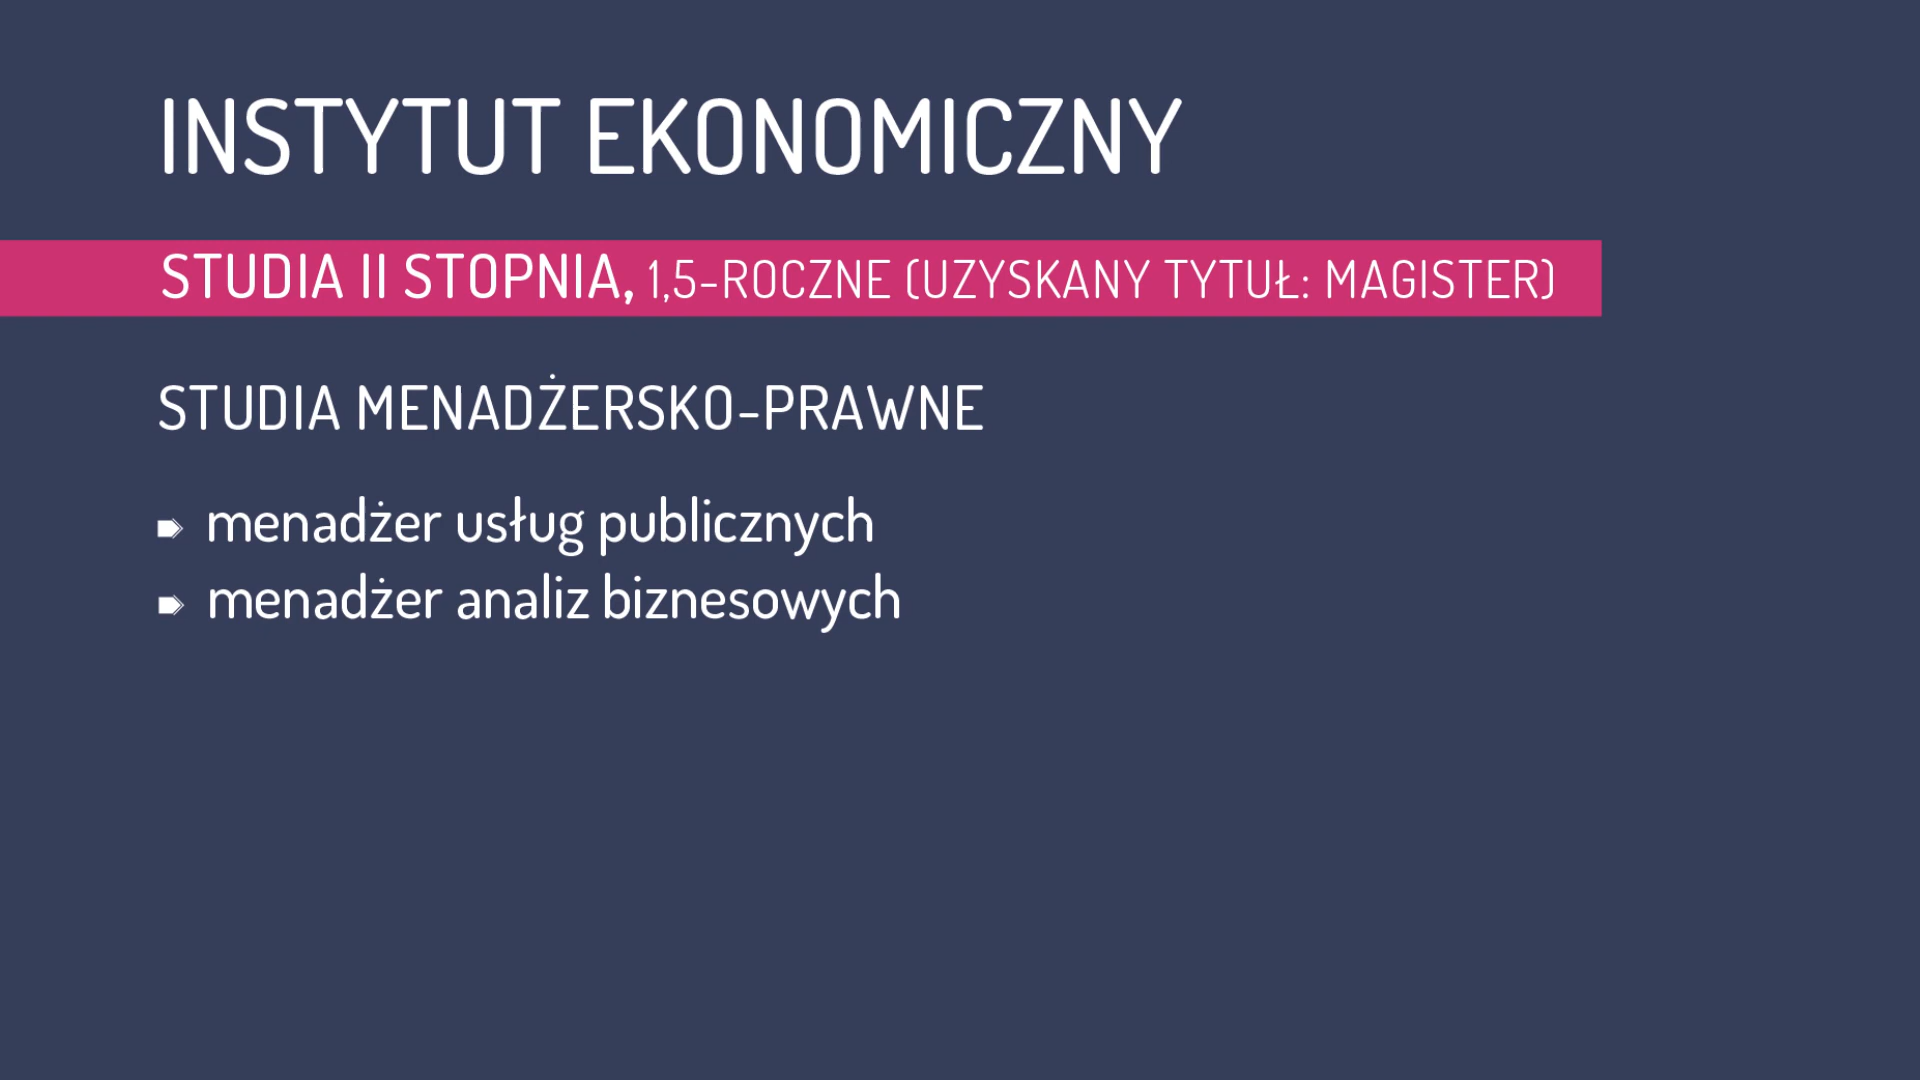 INSTYTUT EKONOMICZNY
STUDIA II STOPNIA, 1,5-ROCZNE (UZYSKANY TYTUŁ: MAGISTER)
STUDIA MENADŻERSKO-PRAWNE
menadżer usług publicznych
menadżer analiz biznesowych